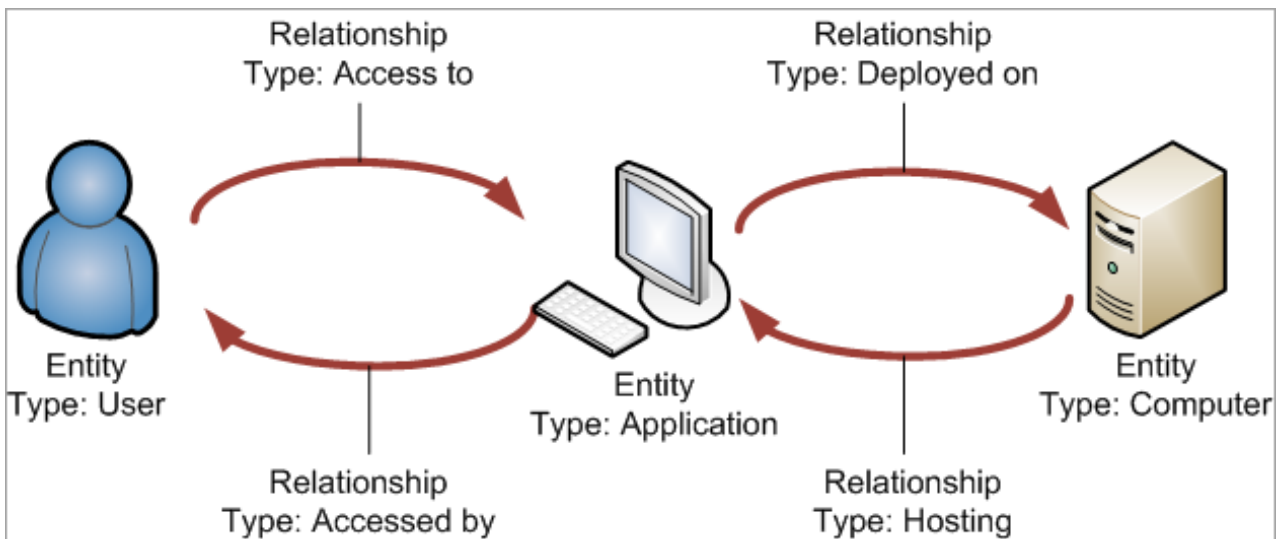 Relationship
Type: Access to
Relationship
Type: Deployed on
Entity
Type: User
Entity
Type: Application
Entity
Type: Computer
Relationship
Type: Accessed by
Relationship
Type: Hosting